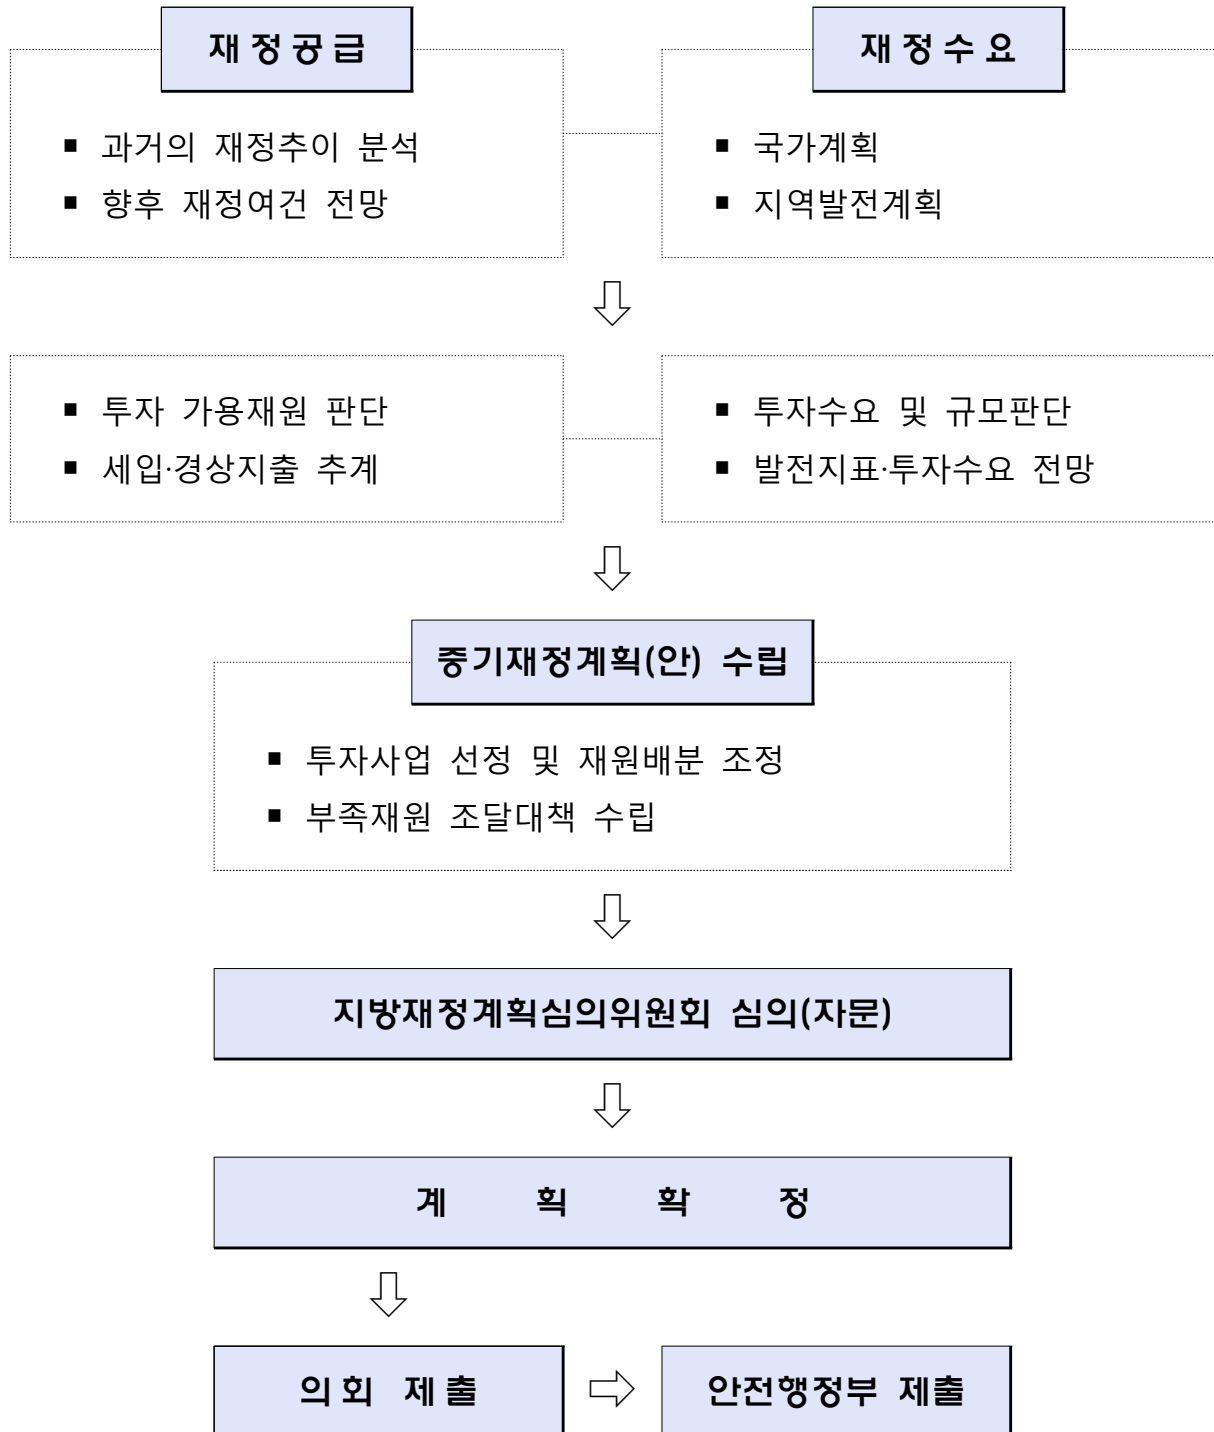 재정공급
■ 과거의 재정추이 분석
■ 향후 재정여건 전망
재정수요
■ 국가계획
■ 지역발전계획
■ 투자 가용재원 판단
■ 세입·경상지출 추계
■ 투자수요 및 규모판단
■ 발전지표·투자수요 전망
중기재정계획(안) 수립
■ 투자사업 선정 및 재원배분 조정
■ 부족재원 조달대책 수립
지방재정계획심의위원회 심의(자문)
계 획 확 정
의회 제출
안전행정부 제출